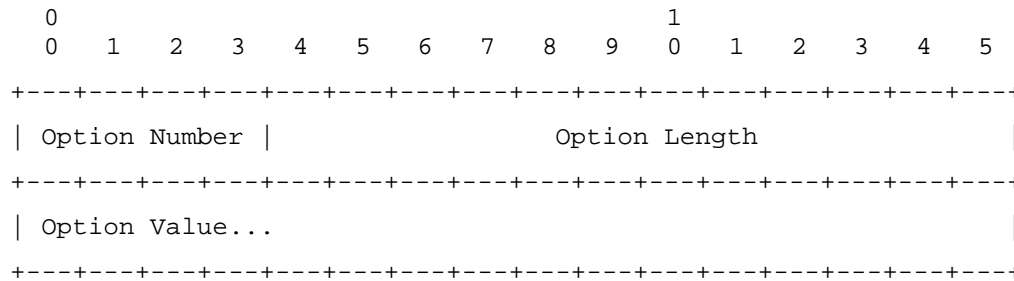 0 1
0 1 2 3 4 5 6 7 8 9 0 1 2 3 4 5
+---+---+---+---+---+---+---+---+---+---+---+---+---+---+---+---+
| Option Number | Option Length |
+---+---+---+---+---+---+---+---+---+---+---+---+---+---+---+---+
| Option Value... |
+---+---+---+---+---+---+---+---+---+---+---+---+---+---+---+---+